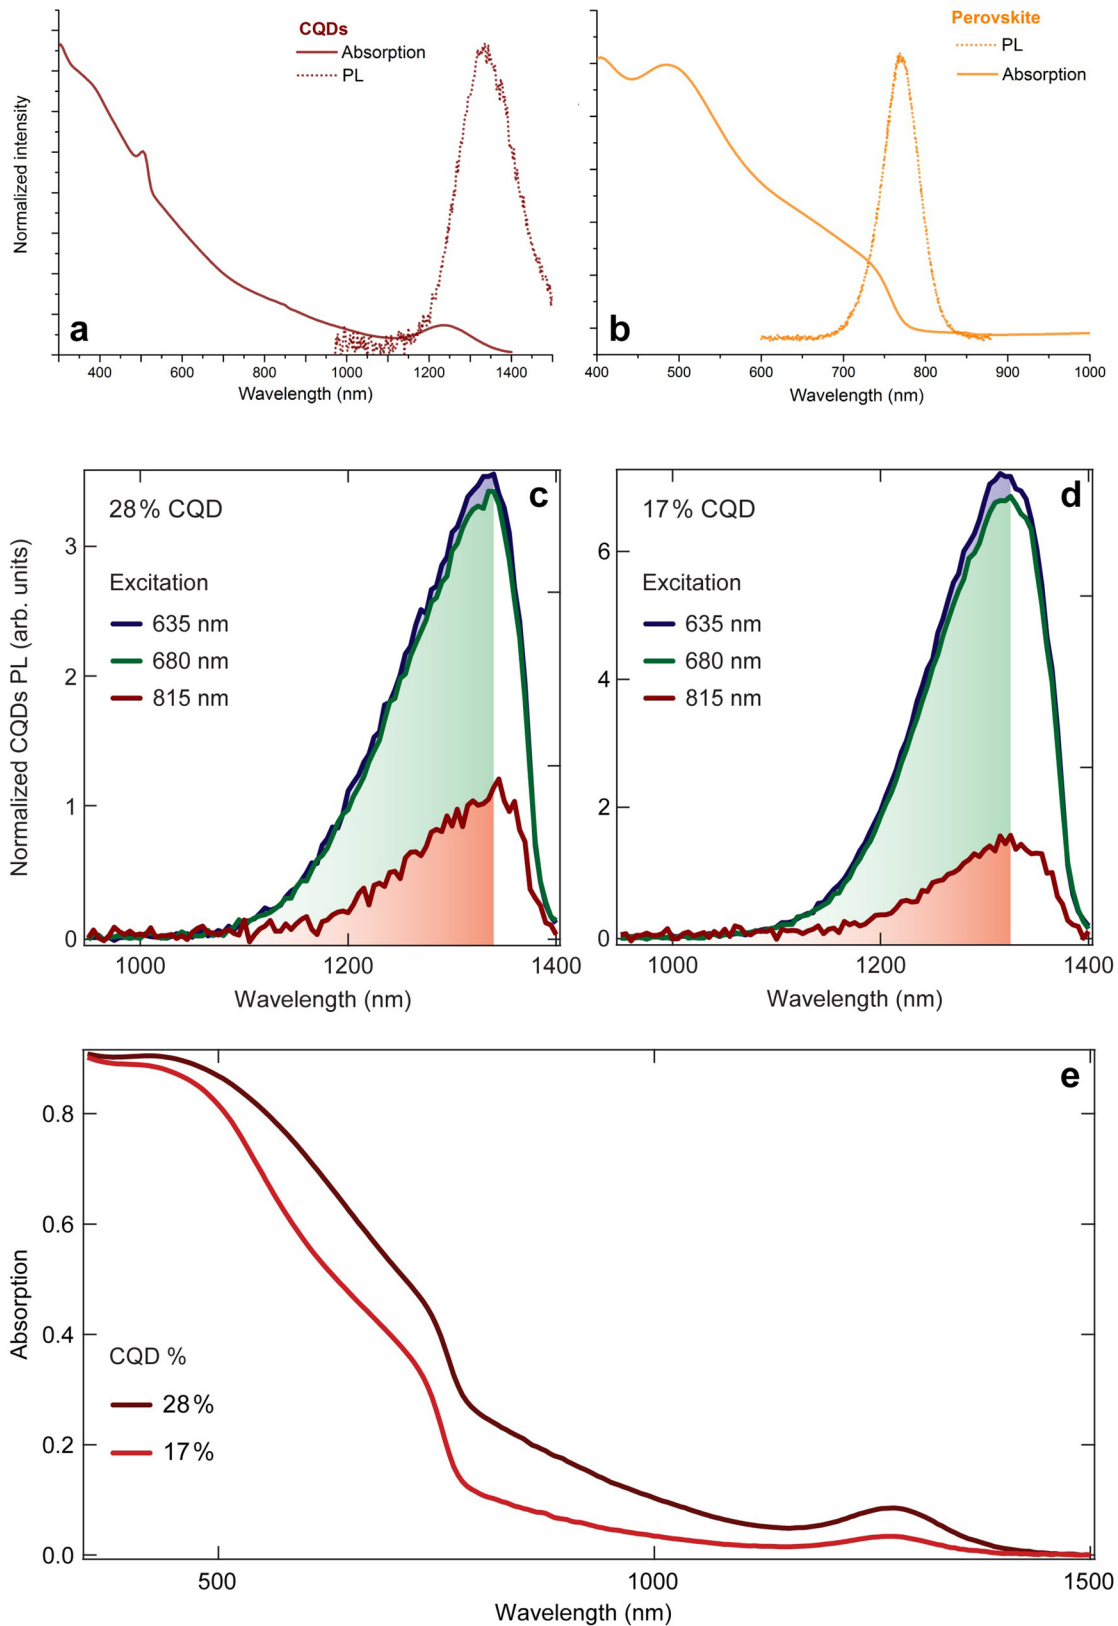 CQDs
Absorption
PL
Normalized intensity
a
400 600 800 1000 1200 1400
Wavelength (nm)
Perovskite
PL
Absorption
b
400 500 600 700 800 900 1000
Wavelength (nm)
28% CQD
c
Excitation
635 nm
680 nm
815 nm
Normalized CQDs PL (arb. units)
3
2
1
0
1000 1200 1400
Wavelength (nm)
17% CQD
d
Excitation
635 nm
680 nm
815 nm
6
4
2
0
1000 1200 1400
Wavelength (nm)
e
Absorption
0.8
0.6
0.4
0.2
0.0
CQD %
28%
17%
500 1000 1500
Wavelength (nm)